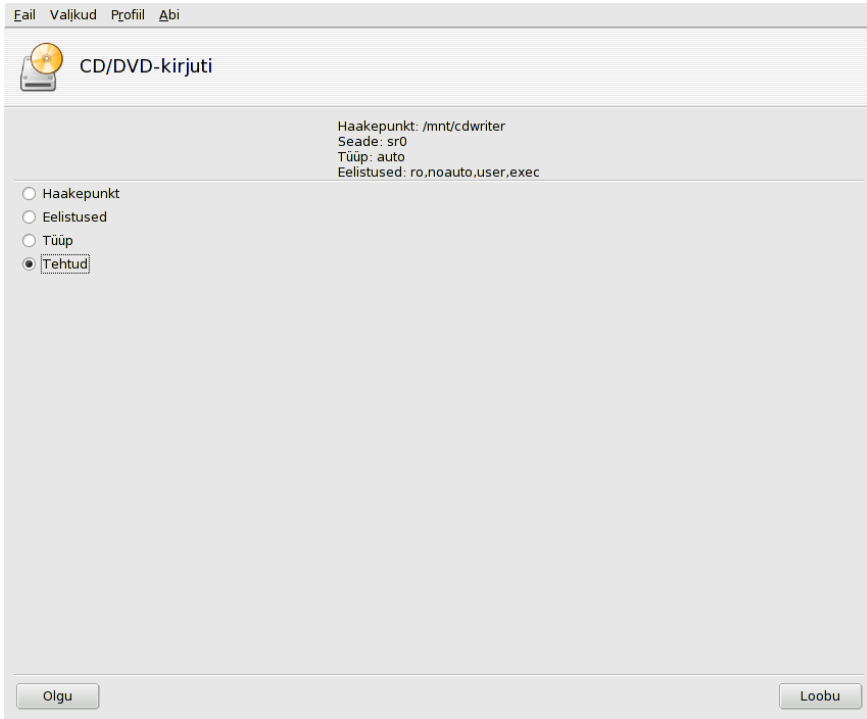 Fail Valikud Profiil Abi
CD/DVD-kirjuti
Haakepunkt: /mnt/cdwriter
Seade: sr0
Tüüp: auto
Eelistused: ro,noauto,user,exec
Haakepunkt
Eelistused
Tüüp
Tehtud
Olgu Loobu